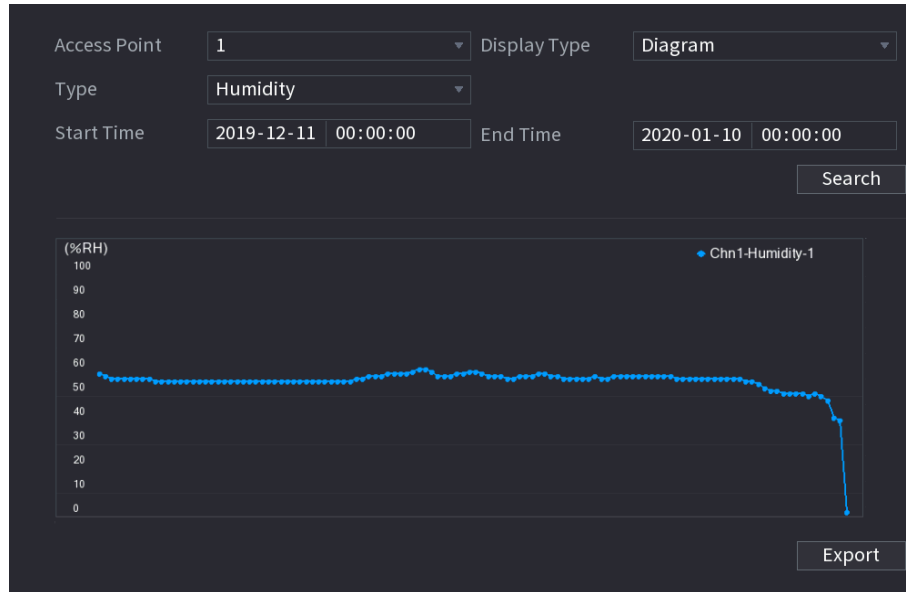 Access Point 1 Display Type Diagram
Type Humidity
Start Time 2019-12-11 00:00:00 End Time 2020-01-10 00:00:00
Search
(%RH) Chn1-Humidity-1
100
90
80
70
60
50
40
30
20
10
0
Export